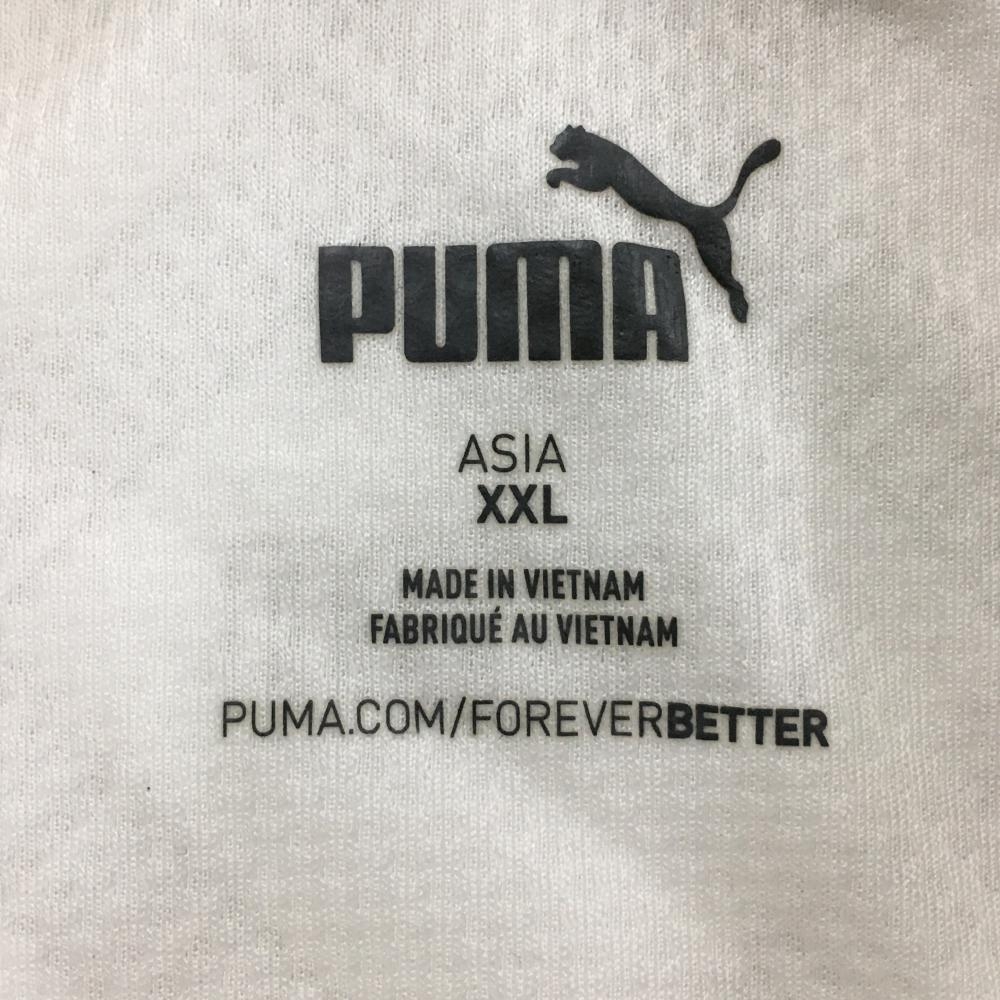 PUMA
ASIA
XXL
MADE IN VIETNAM
FABRIQUÉ AU VIETNAM
PUMA.COM/FOREVERBETTER